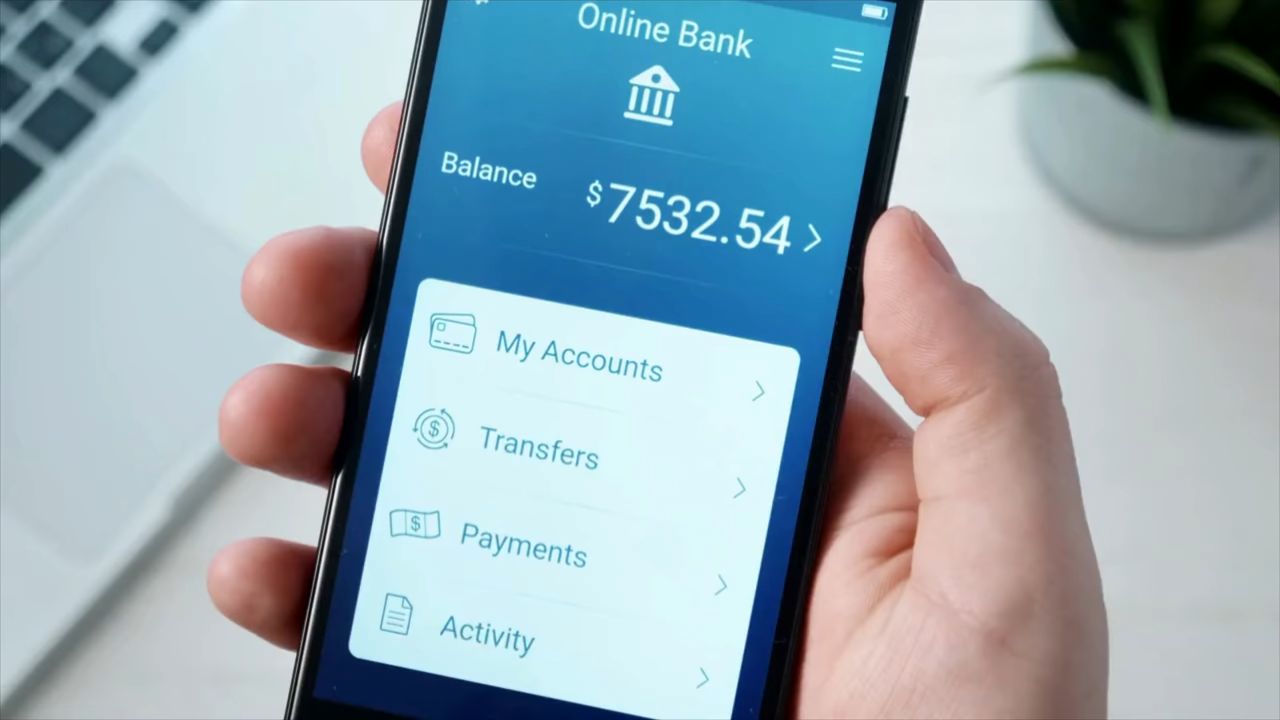 Online Bank
Balance $7532.54
My Accounts
Transfers
Payments
Activity